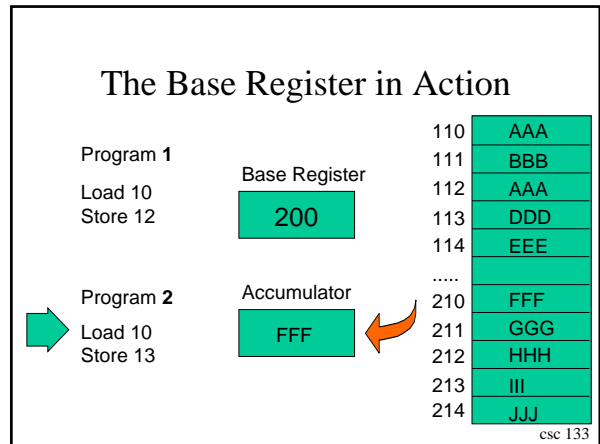 The Base Register in Action
Program 1
Load 10
Store 12
Base Register
200
Program 2
Load 10
Store 13
Accumulator
FFF
110 AAA
111 BBB
112 AAA
113 DDD
114 EEE
.....
210 FFF
211 GGG
212 HHH
213 III
214 JJJ
csc 133